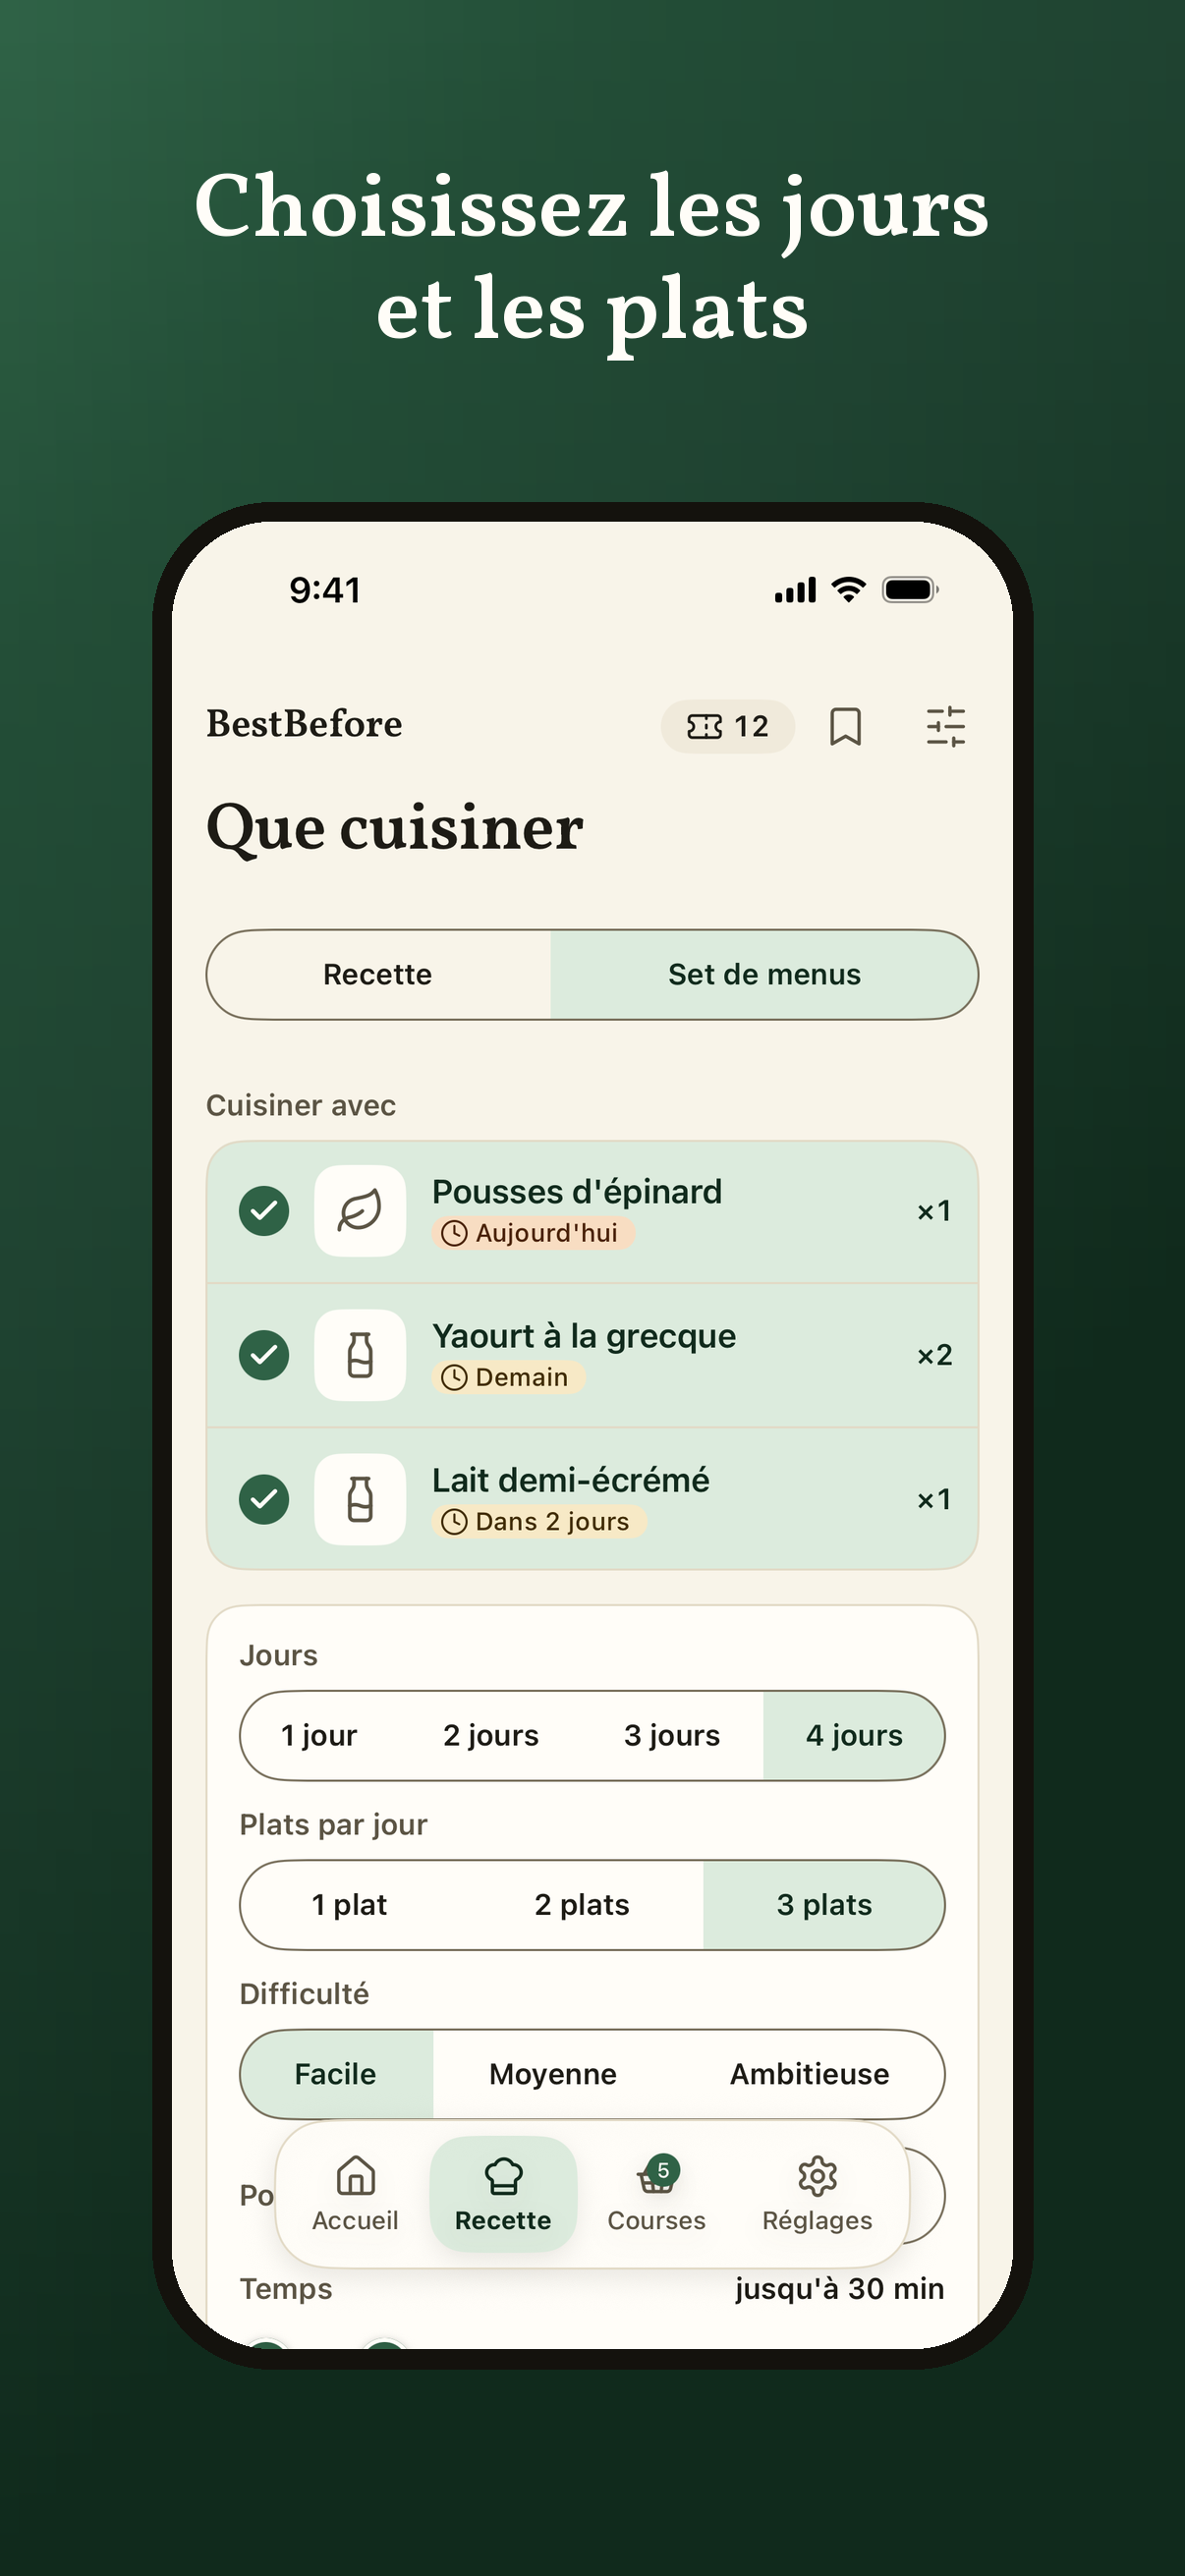 Choisissez les jours
et les plats
9:41
BestBefore
12
Que cuisiner
Recette
Set de menus
Cuisiner avec
Pousses d'épinard
×1
Aujourd'hui
Yaourt à la grecque
×2
Demain
Lait demi-écrémé
×1
Dans 2 jours
Jours
1 jour
2 jours
3 jours
4 jours
Plats par jour
1 plat
2 plats
3 plats
Difficulté
Facile
Moyenne
Ambitieuse
5
Accueil
Recette
Courses
Réglages
Temps
jusqu'à 30 min